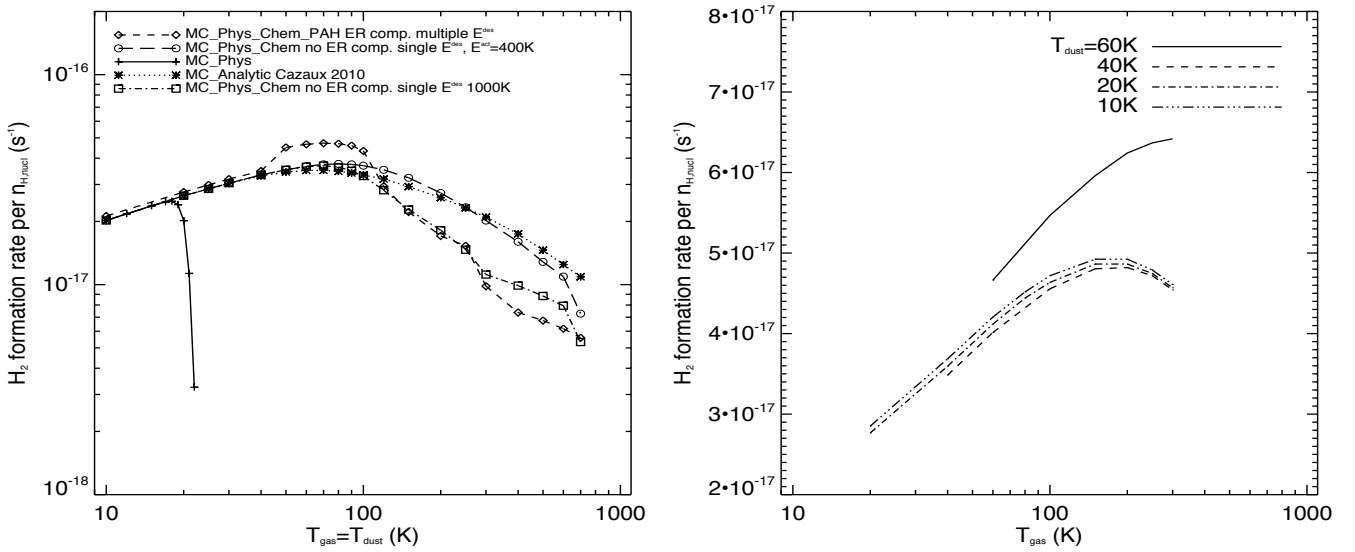 MC_Phys_Chem_PAH ER comp. multiple E^des
MC_Phys_Chem no ER comp. single E^des, E^act=400K
MC_Phys
MC_Analytic Cazaux 2010
MC_Phys_Chem no ER comp. single E^des 1000K
10^-16
10^-17
10^-18
H_2 formation rate per n_H,nucl (s^-1)
10
100
1000
T_gas=T_dust (K)
T_dust=60K
40K
20K
10K
8•10^-17
7•10^-17
6•10^-17
5•10^-17
4•10^-17
3•10^-17
2•10^-17
H_2 formation rate per n_H,nucl (s^-1)
10
100
1000
T_gas (K)